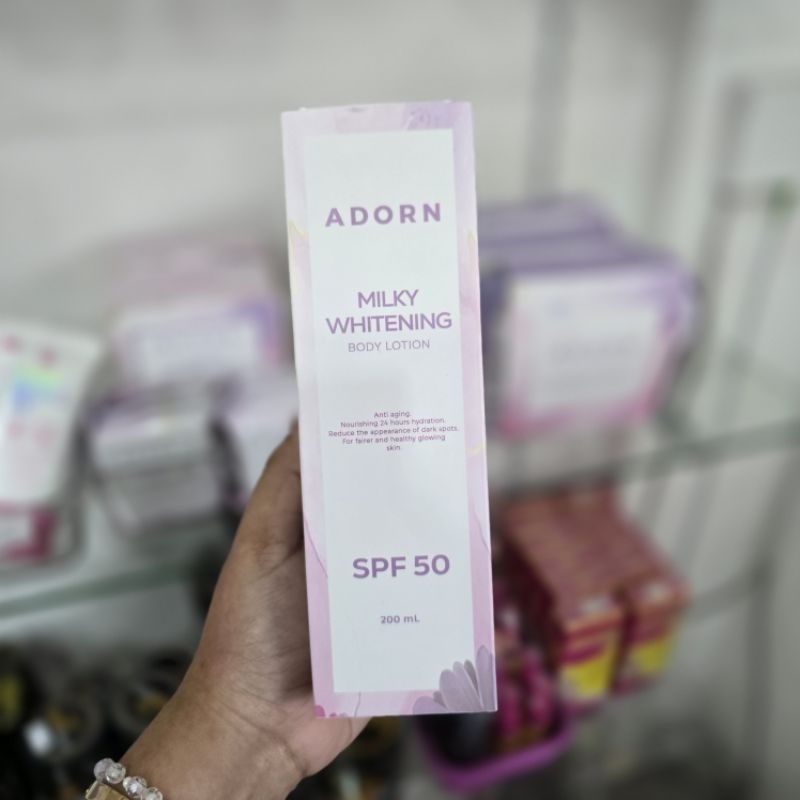 ADORN
MILKY
WHITENING
BODY LOTION
Anti aging.
Nourishing 24 hours hydration.
Reduce the appearance of dark spots.
For fairer and healthy glowing
skin.
SPF 50
200 mL